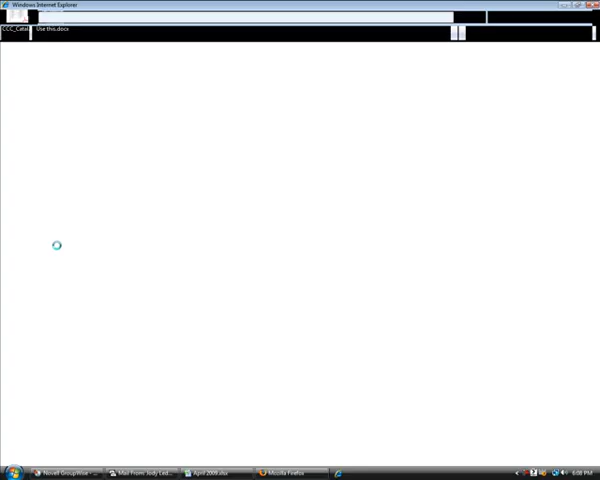 Windows Internet Explorer
CCC_Catal
Use this.docx
Novell GroupWise - ...
Mail From: Jody Led...
April 2009.xlsx
Mozilla Firefox
6:08 PM